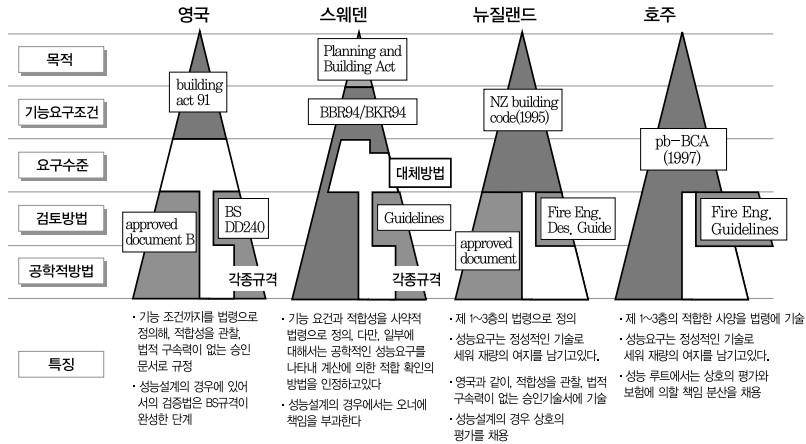 영국 스웨덴 뉴질랜드 호주
목적
Planning and
Building Act
building
act 91
기능요구조건
BBR94/BKR94
NZ building
code(1995)
pb-BCA
(1997)
요구수준
대체방법
검토방법
approved
document B
BS
DD240
Guidelines
Fire Eng.
Des. Guide
Fire Eng.
Guidelines
approved
document
공학적방법
각종규격
각종규격
특징
· 기능 조건까지를 법령으로
정의해, 적합성을 관찰,
법적 구속력이 없는 승인
문서로 규정
· 성능설계의 경우에 있어
서의 검증법은 BS규격이
완성한 단계
· 기능 요건과 적합성을 사약적
법령으로 정의, 다만, 일부에
대해서는 공학적인 성능요구를
나타내 계산에 의한 적합 확인의
방법을 인정하고있다
· 성능설계의 경우에서는 오너에
책임을 부과한다
· 제 1~3층의 법령으로 정의
· 성능요구는 정성적인 기술로
세워 재량의 여지를 남기고있다.
· 영국과 같이, 적합성을 관찰, 법적
구속력이 없는 승인기술서에 기술
· 성능설계의 경우 상호의
평가를 채용
· 제 1~3층의 적합한 사양을 법령에 기술
· 성능요구는 정성적인 기술로
세워 재량의 여지를 남기고있다.
· 성능 루트에서는 상호의 평가와
보험에 의할 책임 분산을 채용